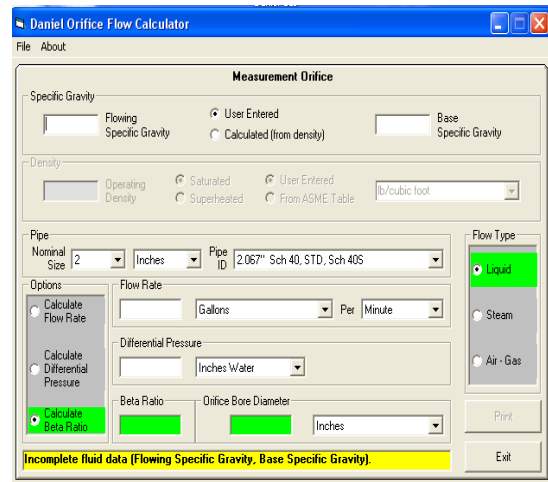 Daniel Orifice Flow Calculator
File About
Measurement Orifice
Specific Gravity
Flowing Specific Gravity
User Entered
Calculated (from density)
Base Specific Gravity
Density
Operating Density
Saturated
Superheated
User Entered
From ASME Table
lb/cubic foot
Pipe
Nominal Size 2 Inches Pipe ID 2.067" Sch 40, STD, Sch 40S
Flow Type
Liquid
Steam
Air - Gas
Options
Calculate Flow Rate
Calculate Differential Pressure
Calculate Beta Ratio
Flow Rate
Gallons Per Minute
Differential Pressure
Inches Water
Beta Ratio
Orifice Bore Diameter
Inches
Print
Exit
Incomplete fluid data (Flowing Specific Gravity, Base Specific Gravity).